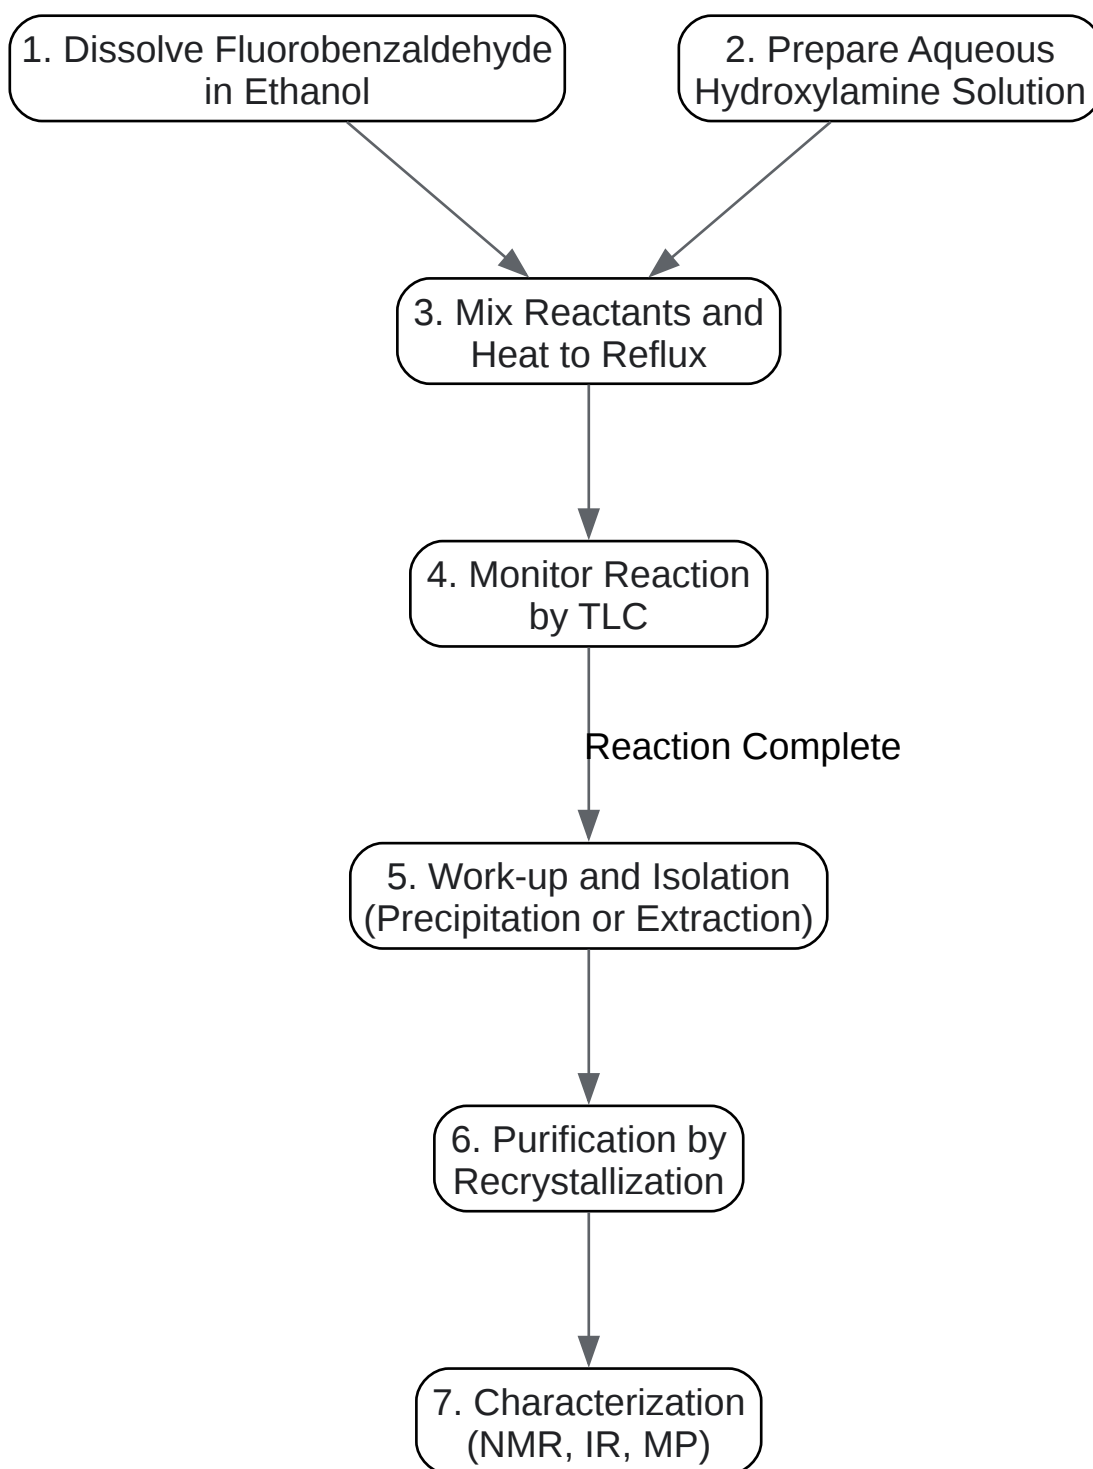 1. Dissolve Fluorobenzaldehyde
in Ethanol
2. Prepare Aqueous
Hydroxylamine Solution
3. Mix Reactants and
Heat to Reflux
4. Monitor Reaction
by TLC
Reaction Complete
5. Work-up and Isolation
(Precipitation or Extraction)
6. Purification by
Recrystallization
7. Characterization
(NMR, IR, MP)